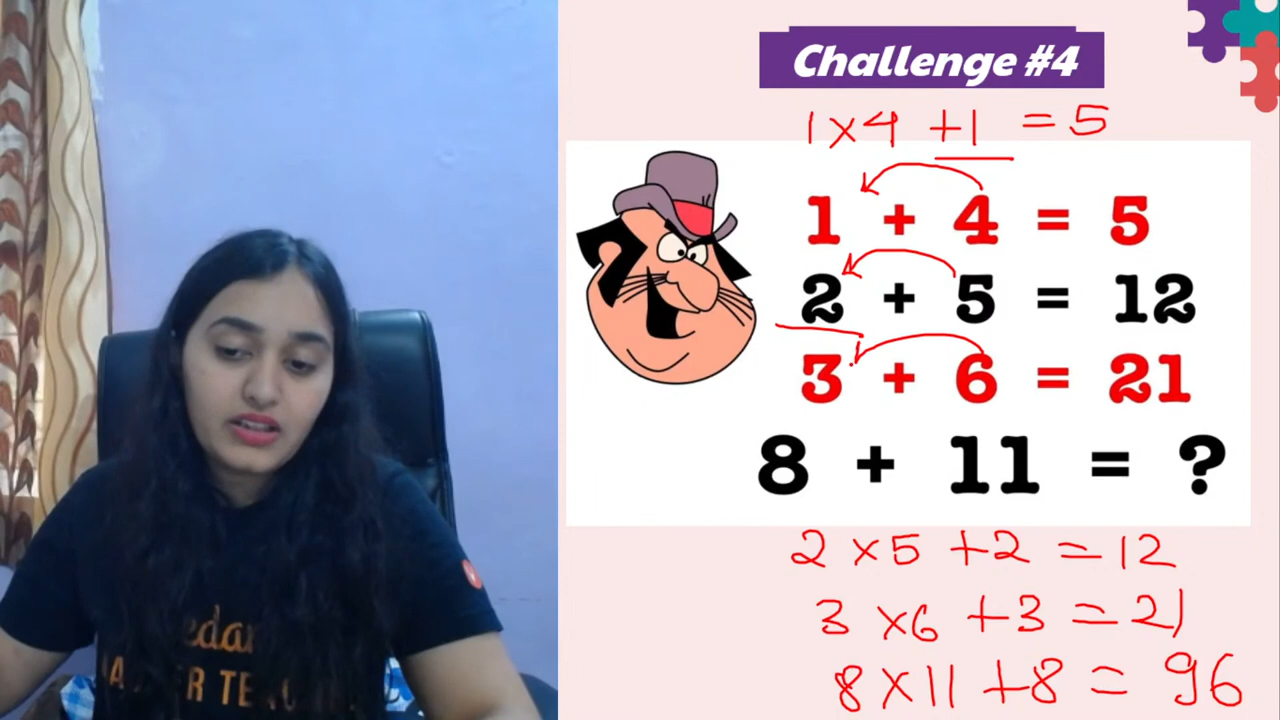 Challenge #4
1 x 4 + 1 = 5
1 + 4 = 5
2 + 5 = 12
3 + 6 = 21
8 + 11 = ?
2 x 5 + 2 = 12
3 x 6 + 3 = 21
8 x 11 + 8 = 96